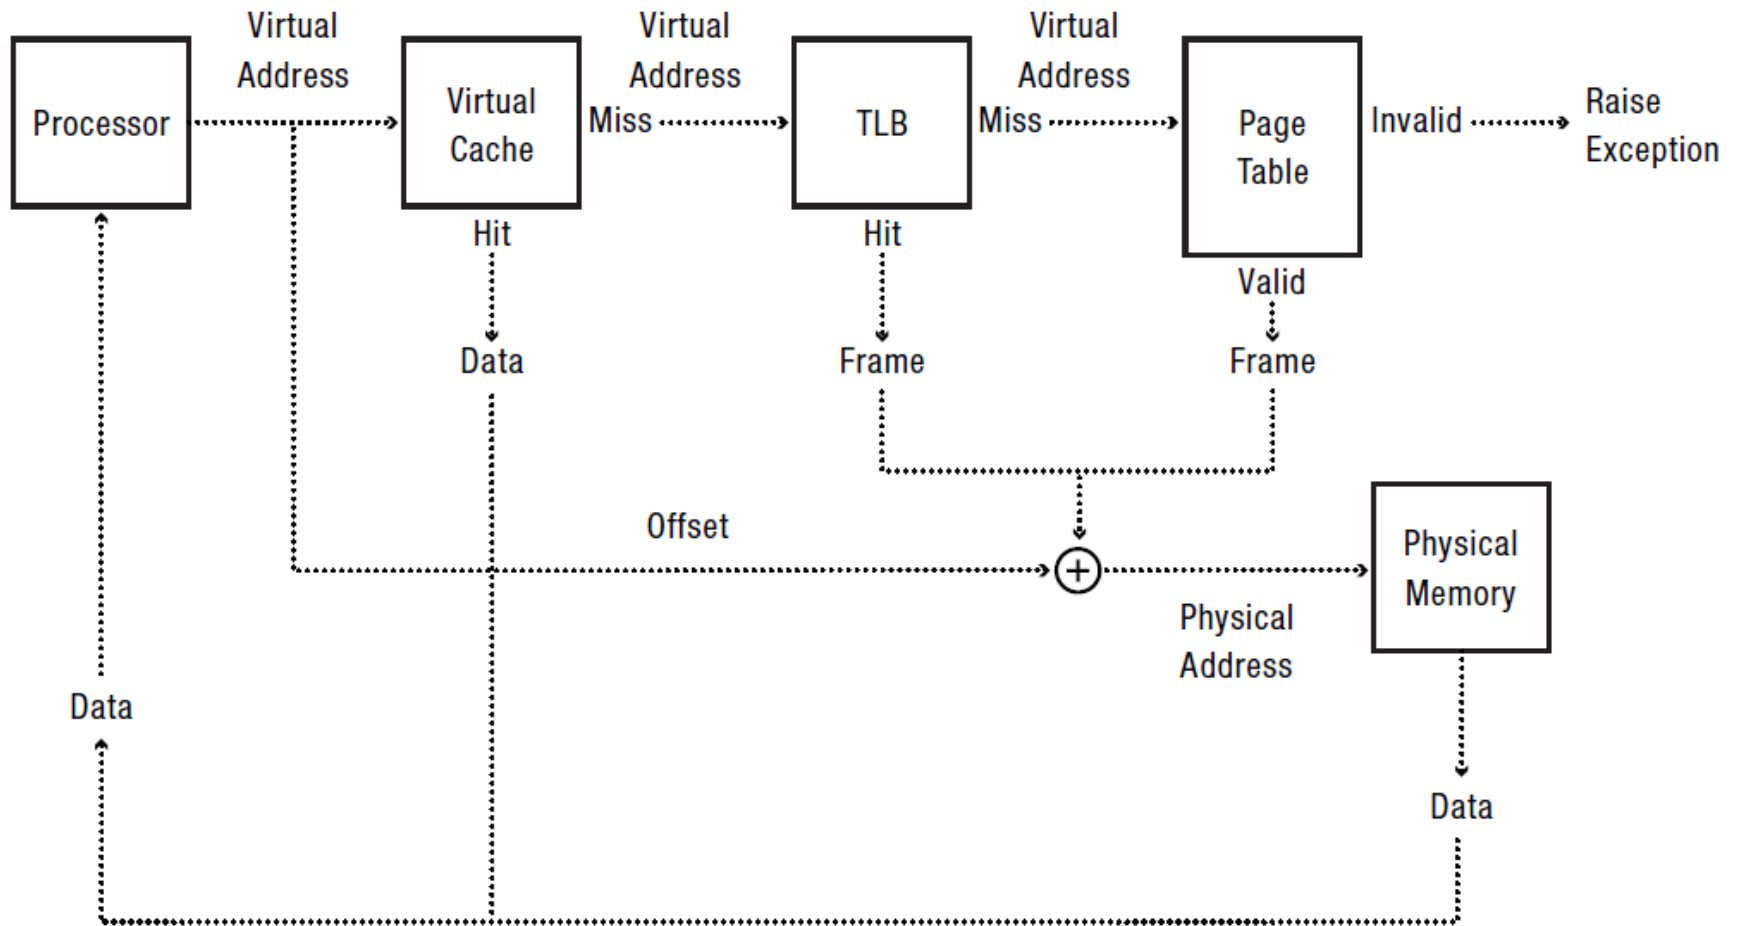 Virtual
Address
Virtual
Address
Virtual
Address
Processor
Virtual
Cache
Miss
TLB
Miss
Page
Table
Invalid
Raise
Exception
Hit
Hit
Valid
Data
Frame
Frame
Offset
Physical
Memory
Physical
Address
Data
Data